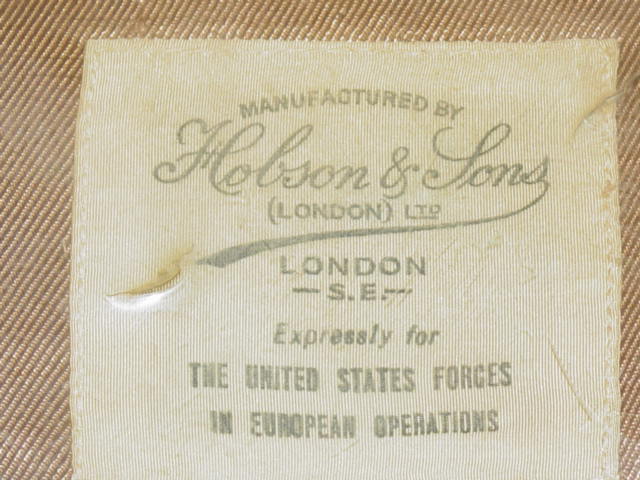 MANUFACTURED BY
Hobson & Sons
(LONDON) LTD
LONDON
— S.E. —
Expressly for
THE UNITED STATES FORCES
IN EUROPEAN OPERATIONS